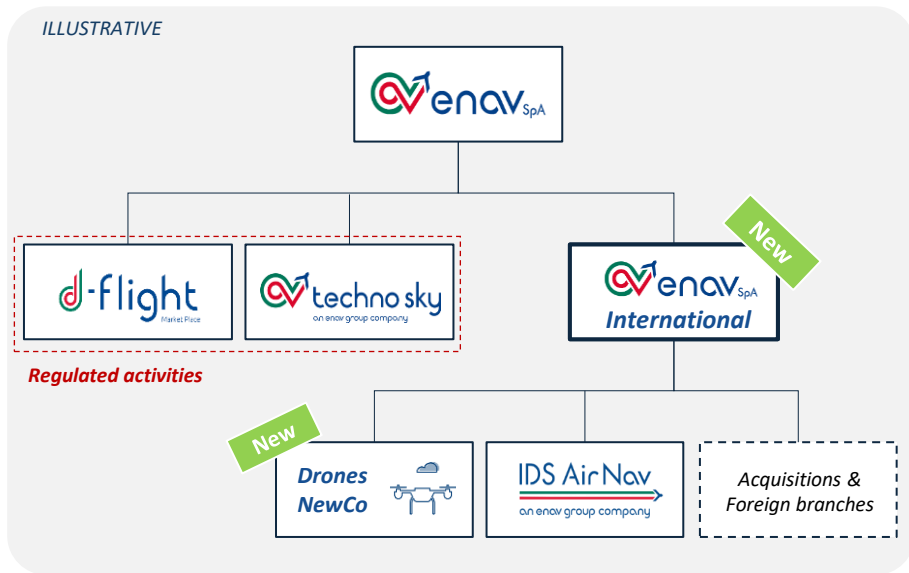 ILLUSTRATIVE
enav SpA
d-flight
Market Place
techno sky
an enav group company
Regulated activities
New
enav SpA
International
New
Drones
NewCo
IDS AirNav
an enav group company
Acquisitions &
Foreign branches